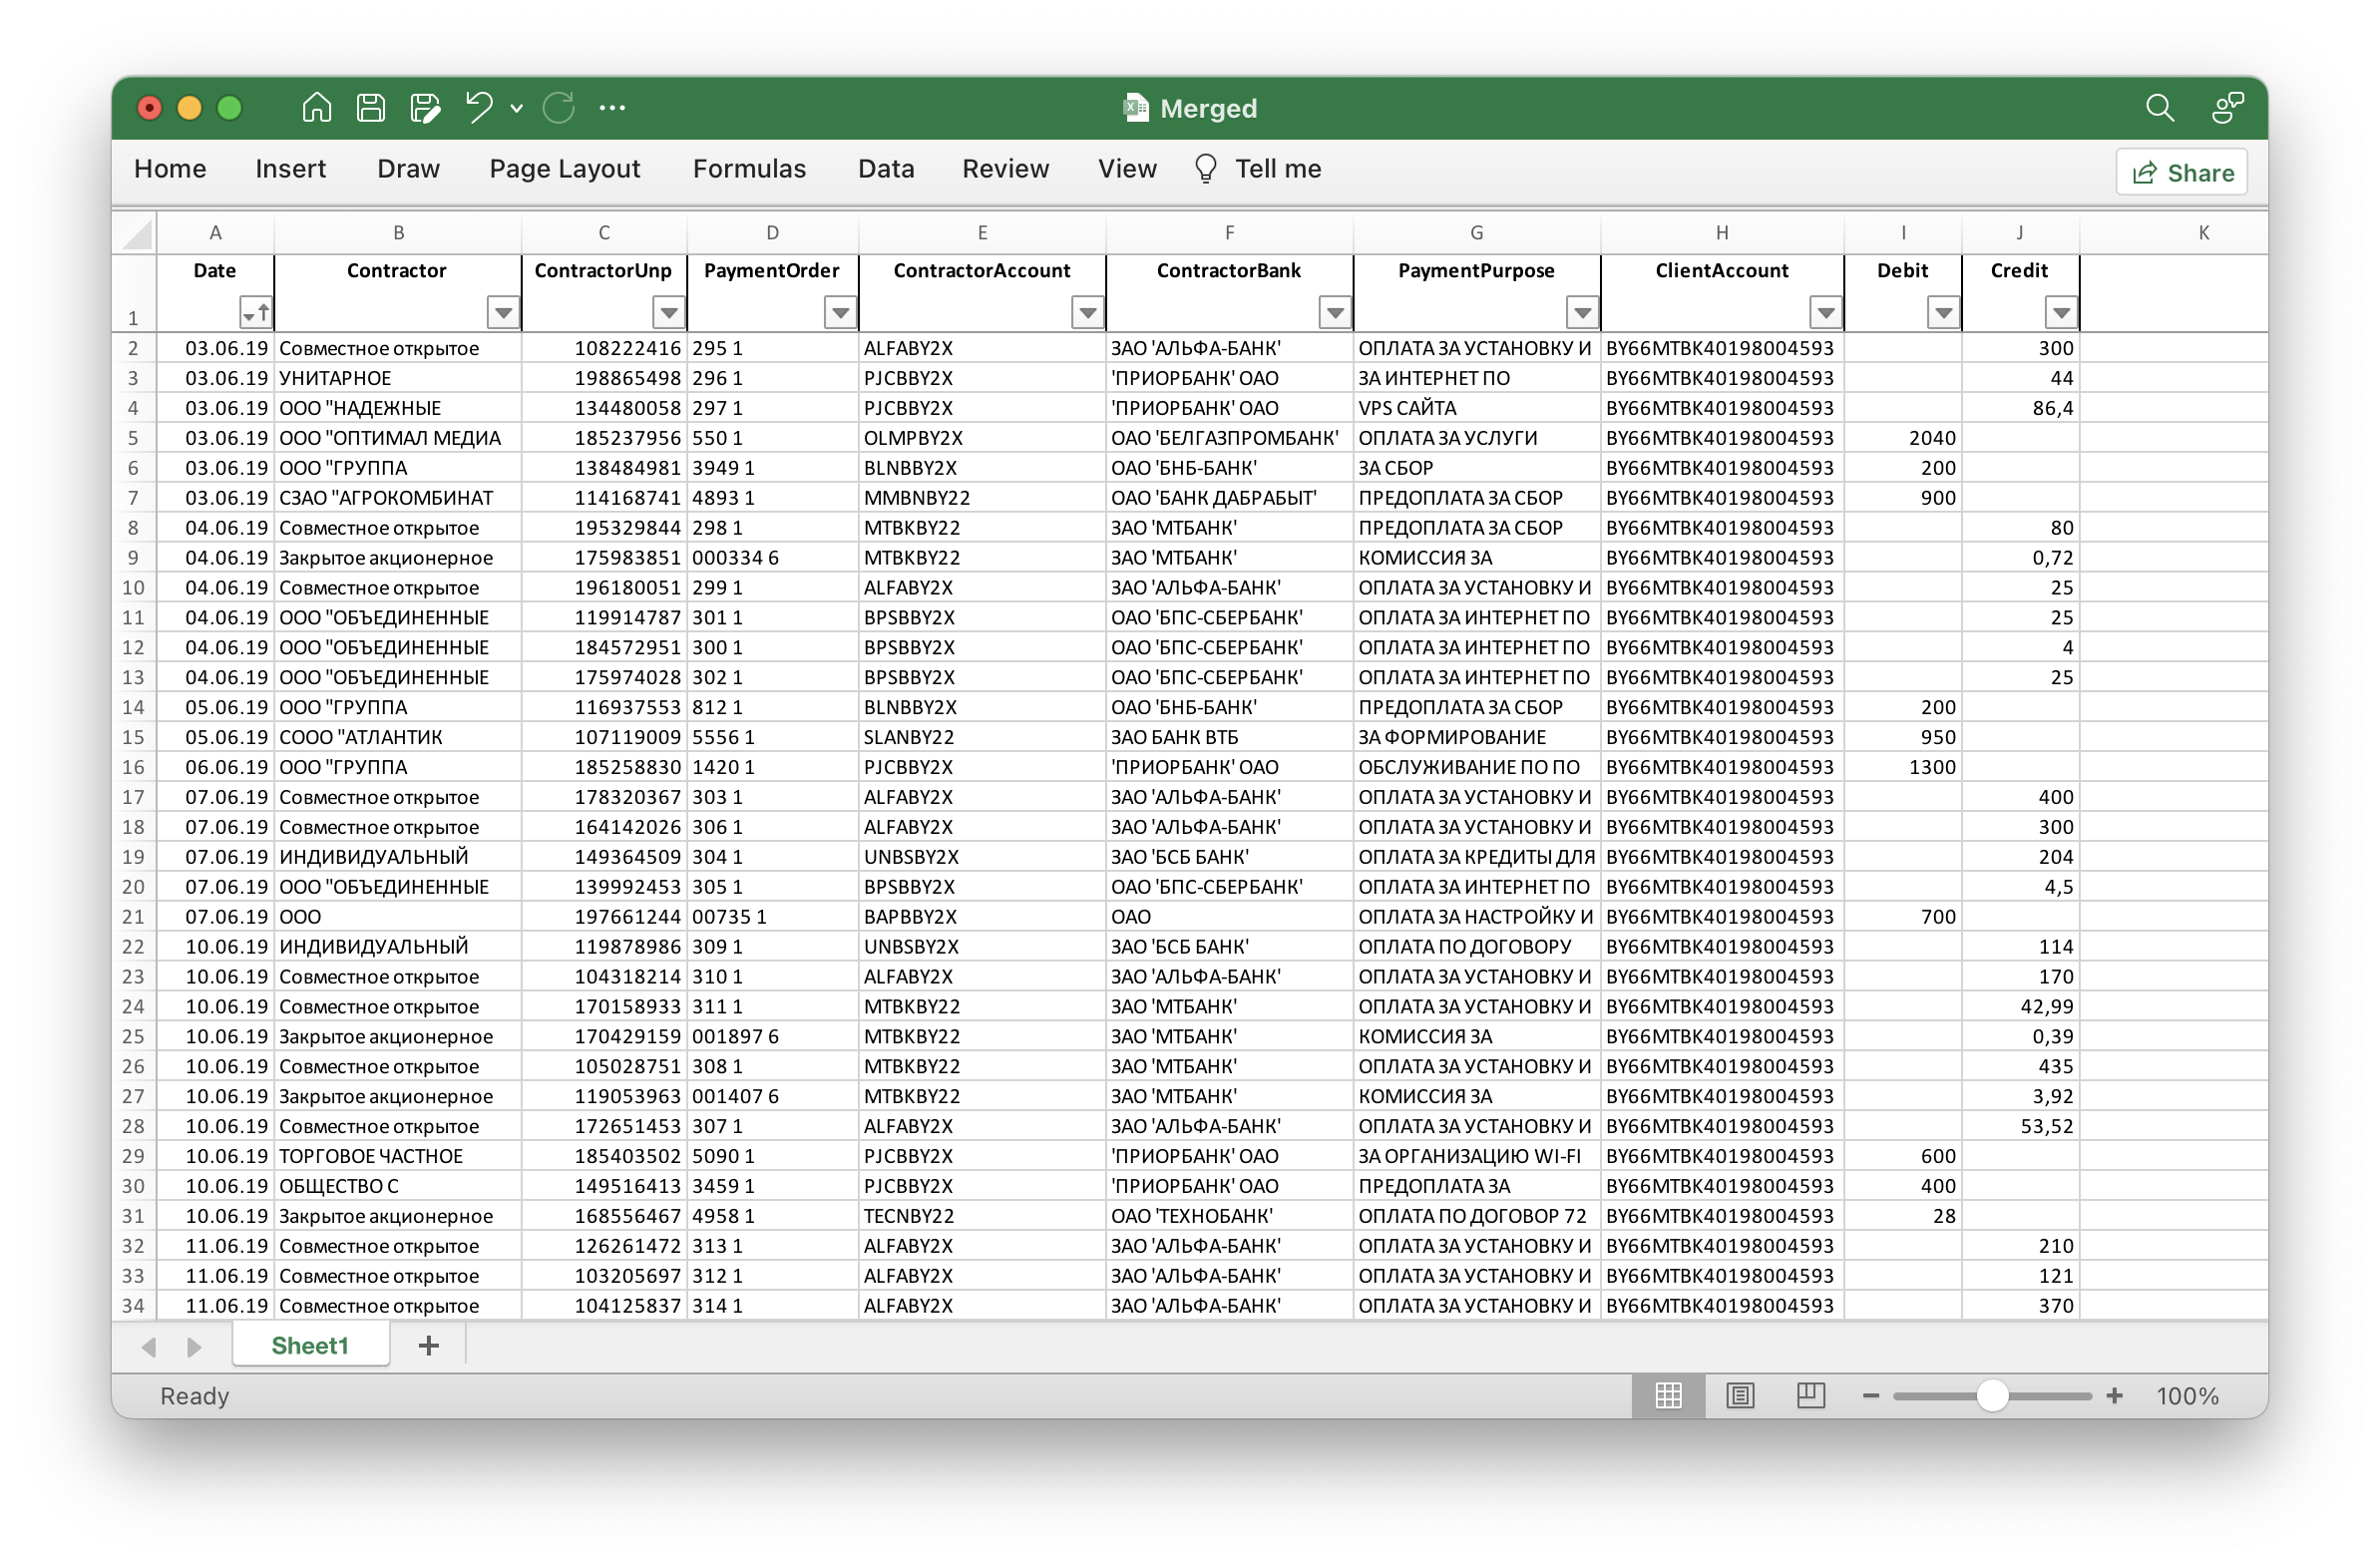 Merged
Home Insert Draw Page Layout Formulas Data Review View Tell me Share
A B C D E F G H I J K
1 Date Contractor ContractorUnp PaymentOrder ContractorAccount ContractorBank PaymentPurpose ClientAccount Debit Credit
2 03.06.19 Совместное открытое 108222416 295 1 ALFABY2X ЗАО 'АЛЬФА-БАНК' ОПЛАТА ЗА УСТАНОВКУ И BY66MTBK40198004593 300
3 03.06.19 УНИТАРНОЕ 198865498 296 1 PJCBBY2X 'ПРИОРБАНК' ОАО ЗА ИНТЕРНЕТ ПО BY66MTBK40198004593 44
4 03.06.19 ООО "НАДЕЖНЫЕ 134480058 297 1 PJCBBY2X 'ПРИОРБАНК' ОАО VPS САЙТА BY66MTBK40198004593 86,4
5 03.06.19 ООО "ОПТИМАЛ МЕДИА 185237956 550 1 OLMPBY2X ОАО 'БЕЛГАЗПРОМБАНК' ОПЛАТА ЗА УСЛУГИ BY66MTBK40198004593 2040
6 03.06.19 ООО "ГРУППА 138484981 3949 1 BLNBBY2X ОАО 'БНБ-БАНК' ЗА СБОР BY66MTBK40198004593 200
7 03.06.19 СЗАО "АГРОКОМБИНАТ 114168741 4893 1 MMBNBY22 ОАО 'БАНК ДАБРАБЫТ' ПРЕДОПЛАТА ЗА СБОР BY66MTBK40198004593 900
8 04.06.19 Совместное открытое 195329844 298 1 MTBKBY22 ЗАО 'МТБАНК' ПРЕДОПЛАТА ЗА СБОР BY66MTBK40198004593 80
9 04.06.19 Закрытое акционерное 175983851 000334 6 MTBKBY22 ЗАО 'МТБАНК' КОМИССИЯ ЗА BY66MTBK40198004593 0,72
10 04.06.19 Совместное открытое 196180051 299 1 ALFABY2X ЗАО 'АЛЬФА-БАНК' ОПЛАТА ЗА УСТАНОВКУ И BY66MTBK40198004593 25
11 04.06.19 ООО "ОБЪЕДИНЕННЫЕ 119914787 301 1 BPSBBY2X ОАО 'БПС-СБЕРБАНК' ОПЛАТА ЗА ИНТЕРНЕТ ПО BY66MTBK40198004593 25
12 04.06.19 ООО "ОБЪЕДИНЕННЫЕ 184572951 300 1 BPSBBY2X ОАО 'БПС-СБЕРБАНК' ОПЛАТА ЗА ИНТЕРНЕТ ПО BY66MTBK40198004593 4
13 04.06.19 ООО "ОБЪЕДИНЕННЫЕ 175974028 302 1 BPSBBY2X ОАО 'БПС-СБЕРБАНК' ОПЛАТА ЗА ИНТЕРНЕТ ПО BY66MTBK40198004593 25
14 05.06.19 ООО "ГРУППА 116937553 812 1 BLNBBY2X ОАО 'БНБ-БАНК' ПРЕДОПЛАТА ЗА СБОР BY66MTBK40198004593 200
15 05.06.19 СООО "АТЛАНТИК 107119009 5556 1 SLANBY22 ЗАО БАНК ВТБ ЗА ФОРМИРОВАНИЕ BY66MTBK40198004593 950
16 06.06.19 ООО "ГРУППА 185258830 1420 1 PJCBBY2X 'ПРИОРБАНК' ОАО ОБСЛУЖИВАНИЕ ПО ПО BY66MTBK40198004593 1300
17 07.06.19 Совместное открытое 178320367 303 1 ALFABY2X ЗАО 'АЛЬФА-БАНК' ОПЛАТА ЗА УСТАНОВКУ И BY66MTBK40198004593 400
18 07.06.19 Совместное открытое 164142026 306 1 ALFABY2X ЗАО 'АЛЬФА-БАНК' ОПЛАТА ЗА УСТАНОВКУ И BY66MTBK40198004593 300
19 07.06.19 ИНДИВИДУАЛЬНЫЙ 149364509 304 1 UNBSBY2X ЗАО 'БСБ БАНК' ОПЛАТА ЗА КРЕДИТЫ ДЛЯ BY66MTBK40198004593 204
20 07.06.19 ООО "ОБЪЕДИНЕННЫЕ 139992453 305 1 BPSBBY2X ОАО 'БПС-СБЕРБАНК' ОПЛАТА ЗА ИНТЕРНЕТ ПО BY66MTBK40198004593 4,5
21 07.06.19 ООО 197661244 00735 1 BAPBBY2X ОАО ОПЛАТА ЗА НАСТРОЙКУ И BY66MTBK40198004593 700
22 10.06.19 ИНДИВИДУАЛЬНЫЙ 119878986 309 1 UNBSBY2X ЗАО 'БСБ БАНК' ОПЛАТА ПО ДОГОВОРУ BY66MTBK40198004593 114
23 10.06.19 Совместное открытое 104318214 310 1 ALFABY2X ЗАО 'АЛЬФА-БАНК' ОПЛАТА ЗА УСТАНОВКУ И BY66MTBK40198004593 170
24 10.06.19 Совместное открытое 170158933 311 1 MTBKBY22 ЗАО 'МТБАНК' ОПЛАТА ЗА УСТАНОВКУ И BY66MTBK40198004593 42,99
25 10.06.19 Закрытое акционерное 170429159 001897 6 MTBKBY22 ЗАО 'МТБАНК' КОМИССИЯ ЗА BY66MTBK40198004593 0,39
26 10.06.19 Совместное открытое 105028751 308 1 MTBKBY22 ЗАО 'МТБАНК' ОПЛАТА ЗА УСТАНОВКУ И BY66MTBK40198004593 435
27 10.06.19 Закрытое акционерное 119053963 001407 6 MTBKBY22 ЗАО 'МТБАНК' КОМИССИЯ ЗА BY66MTBK40198004593 3,92
28 10.06.19 Совместное открытое 172651453 307 1 ALFABY2X ЗАО 'АЛЬФА-БАНК' ОПЛАТА ЗА УСТАНОВКУ И BY66MTBK40198004593 53,52
29 10.06.19 ТОРГОВОЕ ЧАСТНОЕ 185403502 5090 1 PJCBBY2X 'ПРИОРБАНК' ОАО ЗА ОРГАНИЗАЦИЮ WI-FI BY66MTBK40198004593 600
30 10.06.19 ОБЩЕСТВО С 149516413 3459 1 PJCBBY2X 'ПРИОРБАНК' ОАО ПРЕДОПЛАТА ЗА BY66MTBK40198004593 400
31 10.06.19 Закрытое акционерное 168556467 4958 1 TECNBY22 ОАО 'ТЕХНОБАНК' ОПЛАТА ПО ДОГОВОР 72 BY66MTBK40198004593 28
32 11.06.19 Совместное открытое 126261472 313 1 ALFABY2X ЗАО 'АЛЬФА-БАНК' ОПЛАТА ЗА УСТАНОВКУ И BY66MTBK40198004593 210
33 11.06.19 Совместное открытое 103205697 312 1 ALFABY2X ЗАО 'АЛЬФА-БАНК' ОПЛАТА ЗА УСТАНОВКУ И BY66MTBK40198004593 121
34 11.06.19 Совместное открытое 104125837 314 1 ALFABY2X ЗАО 'АЛЬФА-БАНК' ОПЛАТА ЗА УСТАНОВКУ И BY66MTBK40198004593 370
Sheet1
Ready 100%